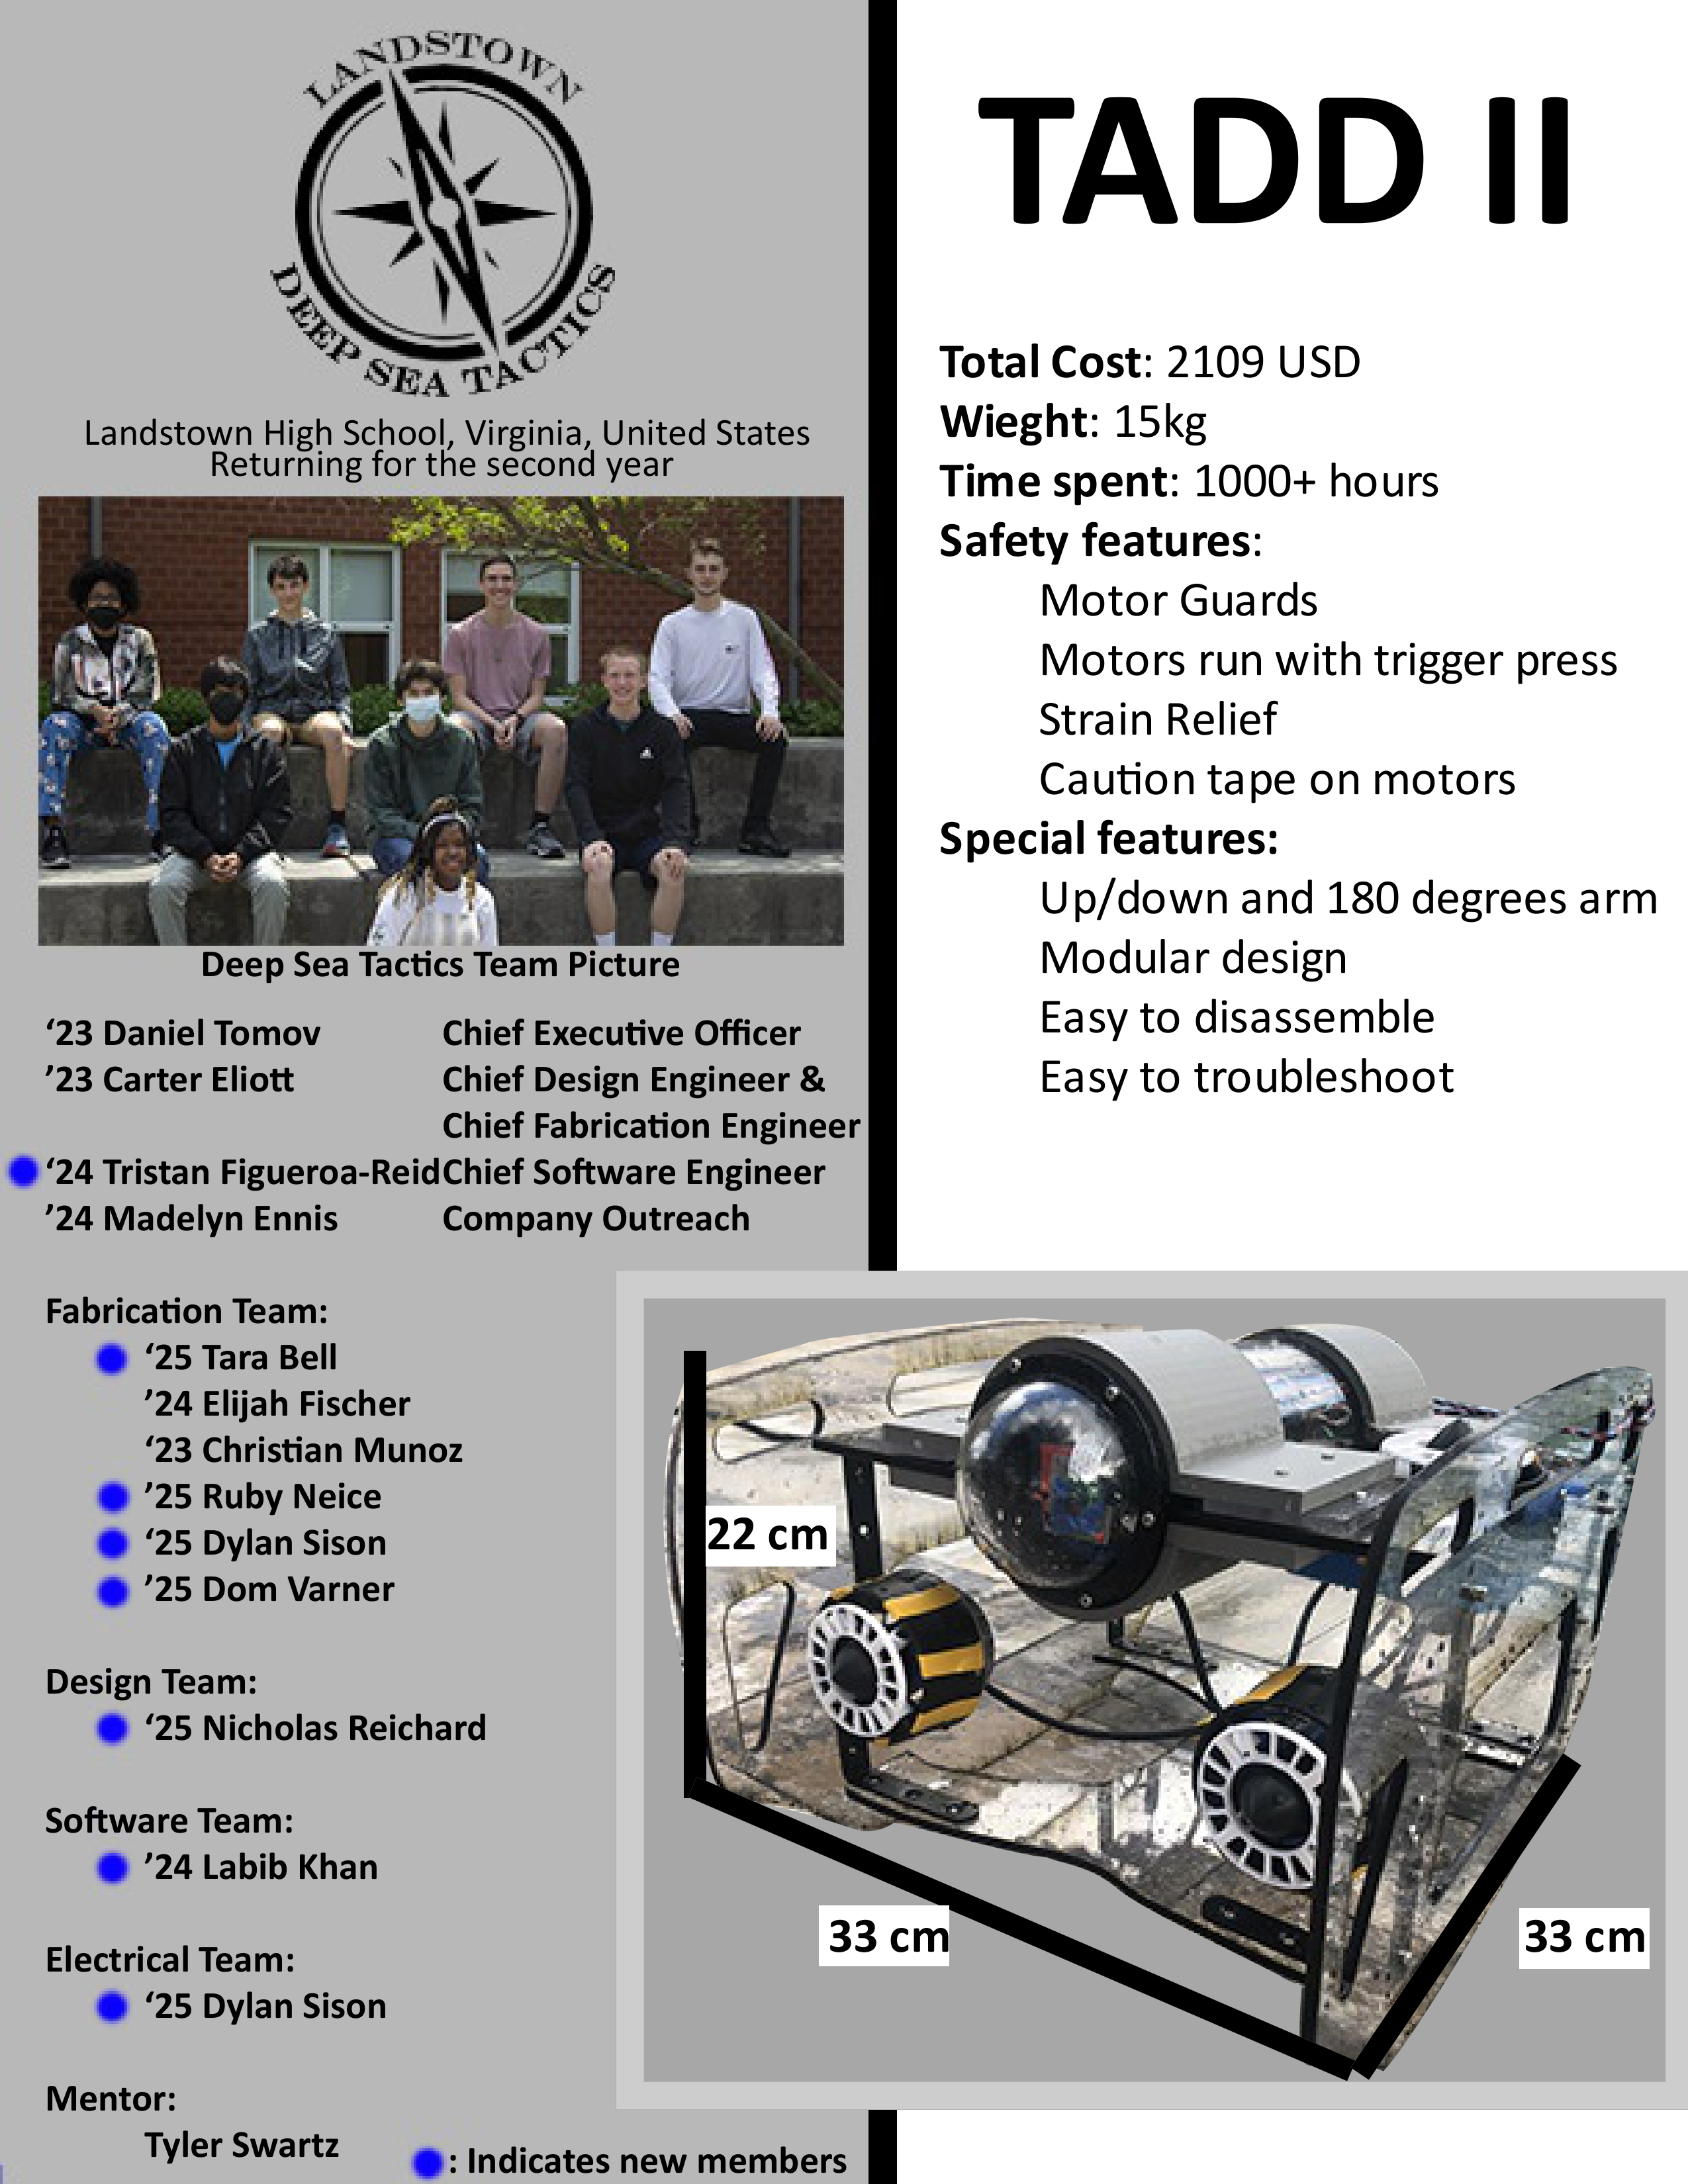 LANDSTOWN
DEEP SEA TACTICS
Landstown High School, Virginia, United States
Returning for the second year
Deep Sea Tactics Team Picture
‘23 Daniel Tomov Chief Executive Officer
’23 Carter Eliott Chief Design Engineer &
Chief Fabrication Engineer
‘24 Tristan Figueroa-Reid Chief Software Engineer
’24 Madelyn Ennis Company Outreach
Fabrication Team:
‘25 Tara Bell
’24 Elijah Fischer
‘23 Christian Munoz
’25 Ruby Neice
‘25 Dylan Sison
’25 Dom Varner
Design Team:
‘25 Nicholas Reichard
Software Team:
’24 Labib Khan
Electrical Team:
‘25 Dylan Sison
Mentor:
Tyler Swartz
: Indicates new members
TADD II
Total Cost: 2109 USD
Wieght: 15kg
Time spent: 1000+ hours
Safety features:
Motor Guards
Motors run with trigger press
Strain Relief
Caution tape on motors
Special features:
Up/down and 180 degrees arm
Modular design
Easy to disassemble
Easy to troubleshoot
22 cm
33 cm
33 cm